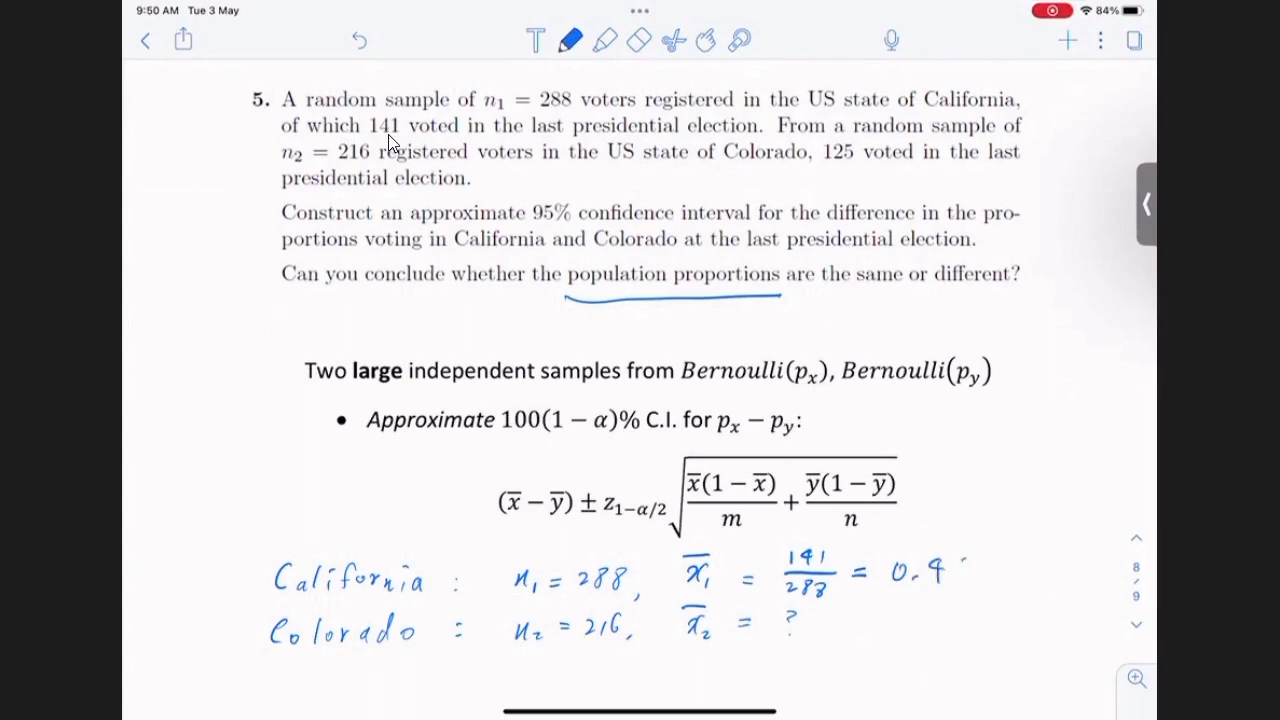 9:50 AM Tue 3 May
84%
5. A random sample of n₁ = 288 voters registered in the US state of California,
of which 141 voted in the last presidential election. From a random sample of
n₂ = 216 registered voters in the US state of Colorado, 125 voted in the last
presidential election.
Construct an approximate 95% confidence interval for the difference in the pro-
portions voting in California and Colorado at the last presidential election.
Can you conclude whether the population proportions are the same or different?
Two large independent samples from Bernoulli(pₓ), Bernoulli(p_y)
• Approximate 100(1 − α)% C.I. for pₓ − p_y:
(x̅ − y̅) ± z_{1−α/2} √( x̅(1 − x̅)/m + y̅(1 − y̅)/n )
California : n₁ = 288, x̅₁ = 141/288 = 0.4
Colorado : n₂ = 216, x̅₂ = ?
8
9